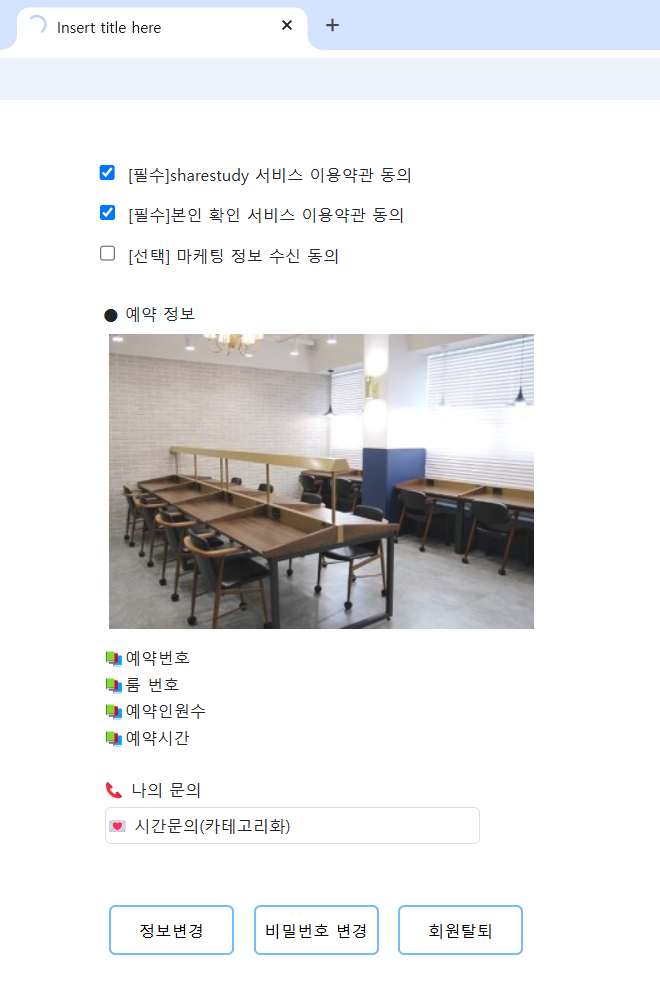 Insert title here
[필수]sharestudy 서비스 이용약관 동의
[필수]본인 확인 서비스 이용약관 동의
[선택] 마케팅 정보 수신 동의
● 예약 정보
예약번호
룸 번호
예약인원수
예약시간
나의 문의
시간문의(카테고리화)
정보변경 비밀번호 변경 회원탈퇴